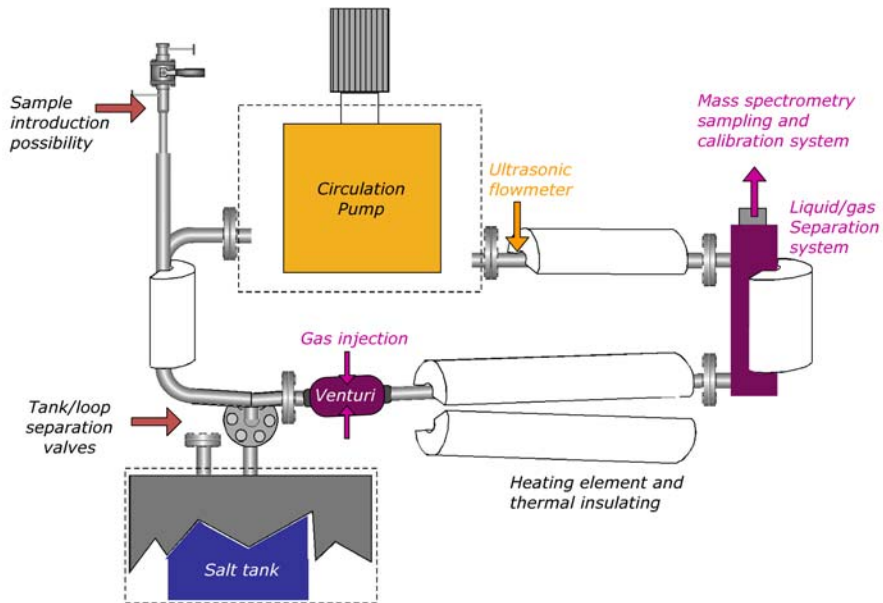 Sample
introduction
possibility
Circulation
Pump
Ultrasonic
flowmeter
Mass spectrometry
sampling and
calibration system
Liquid/gas
Separation
system
Gas injection
Venturi
Tank/loop
separation
valves
Heating element and
thermal insulating
Salt tank